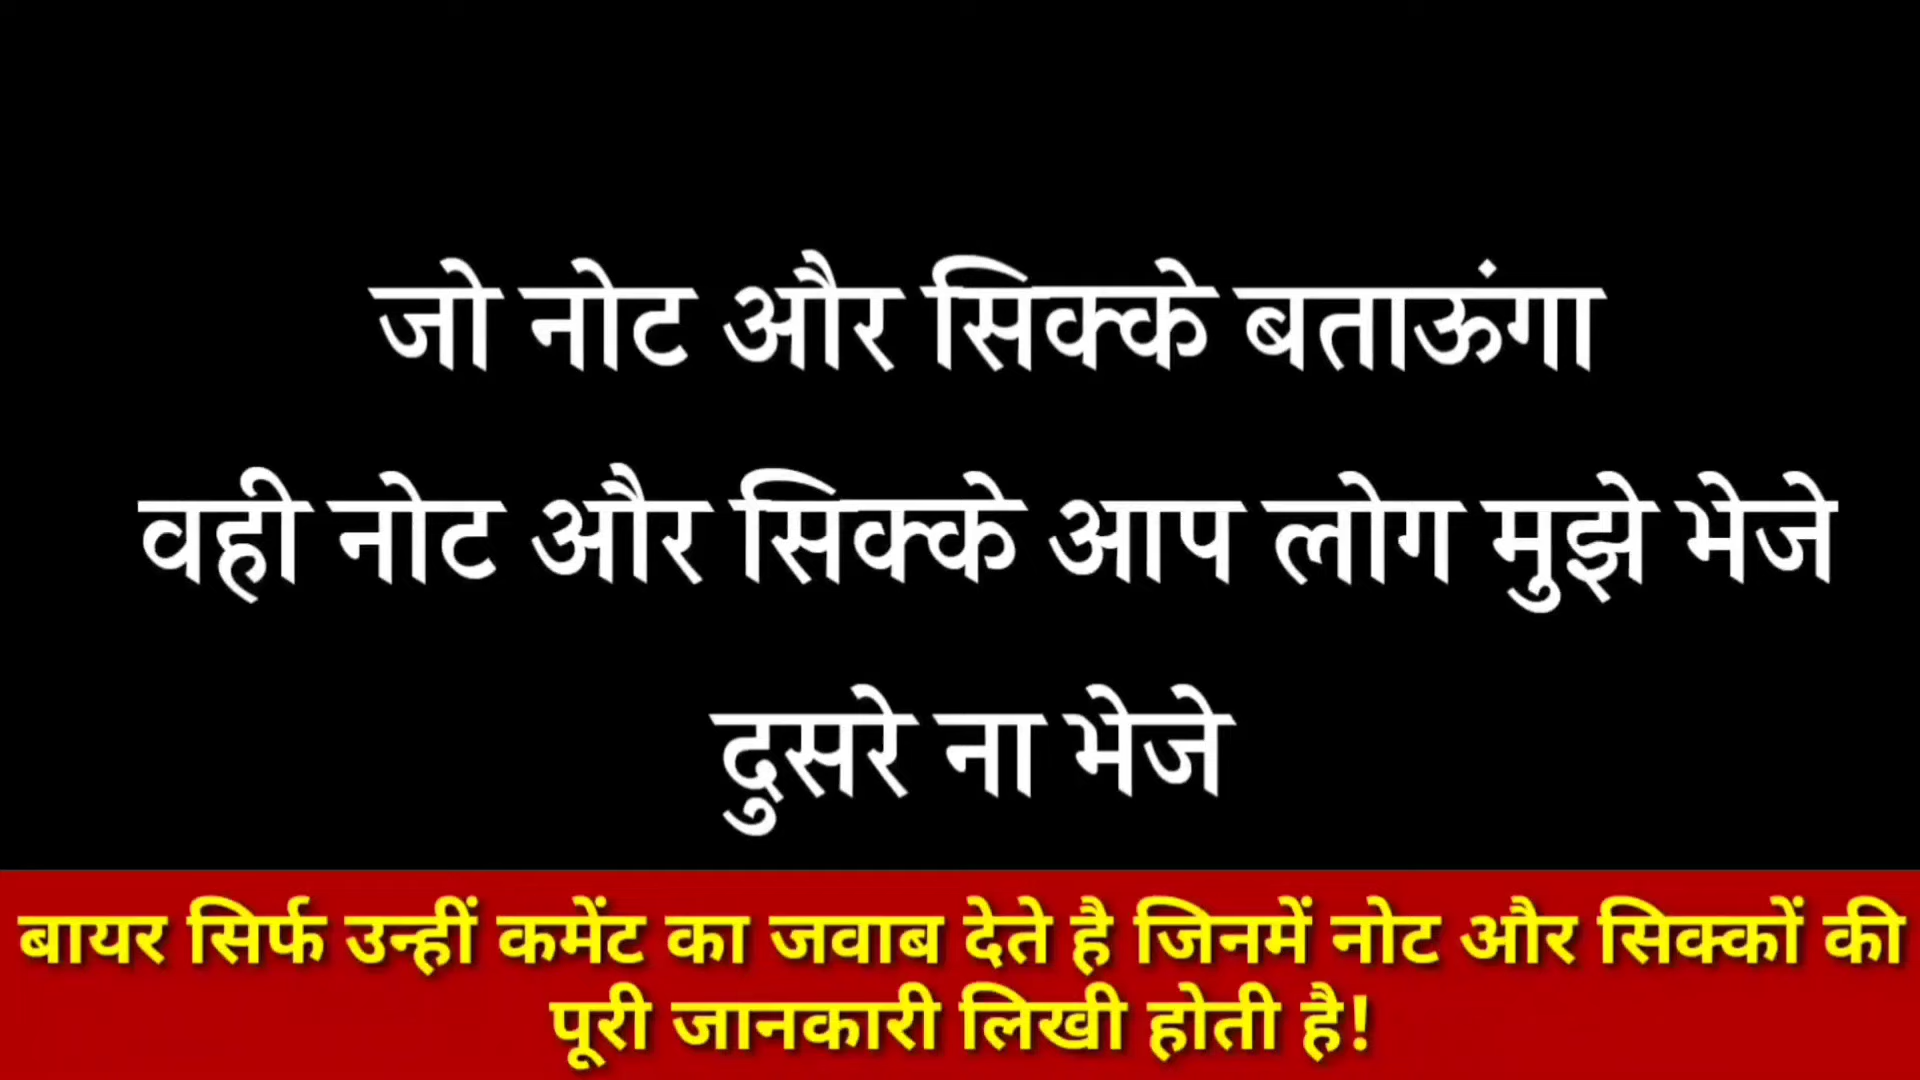 जो नोट और सिक्के बताऊंगा
वही नोट और सिक्के आप लोग मुझे भेजे
दुसरे ना भेजे
बायर सिर्फ उन्हीं कमेंट का जवाब देते है जिनमें नोट और सिक्कों की
पूरी जानकारी लिखी होती है!